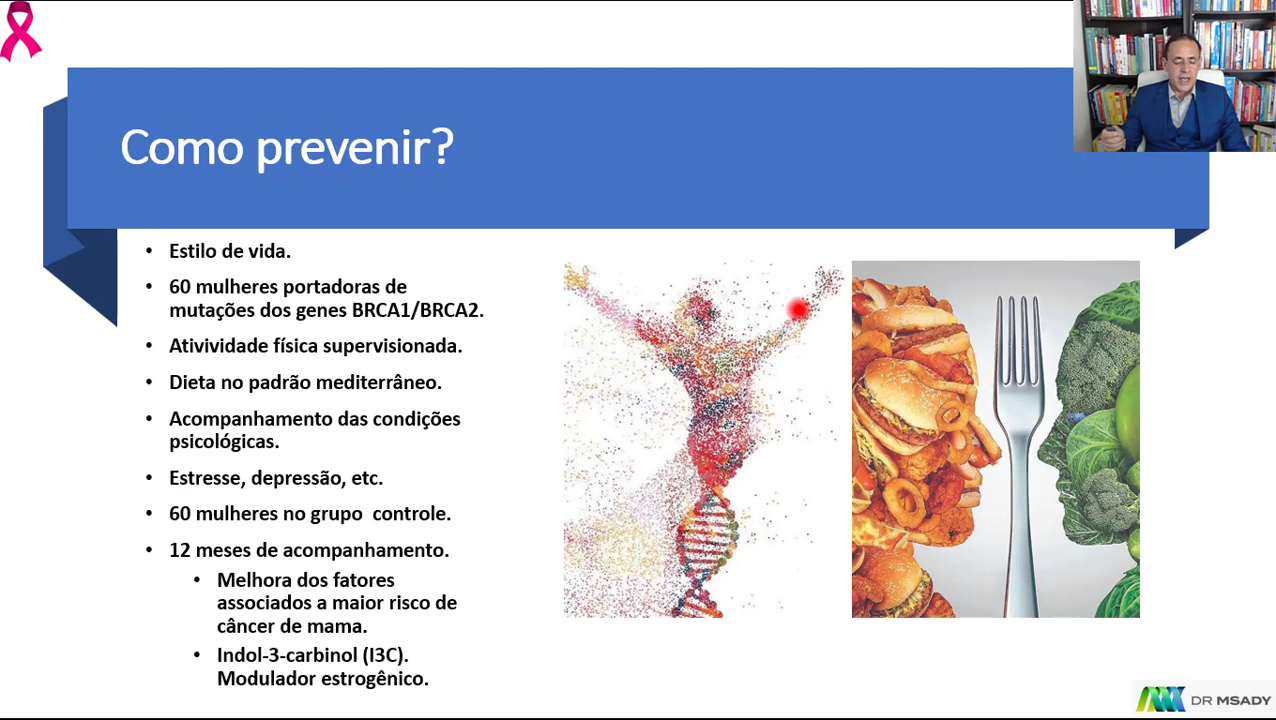 Como prevenir?
Estilo de vida.
60 mulheres portadoras de
mutações dos genes BRCA1/BRCA2.
Ativividade física supervisionada.
Dieta no padrão mediterrâneo.
Acompanhamento das condições
psicológicas.
Estresse, depressão, etc.
60 mulheres no grupo controle.
12 meses de acompanhamento.
Melhora dos fatores
associados a maior risco de
câncer de mama.
Indol-3-carbinol (I3C).
Modulador estrogênico.
DR MSADY